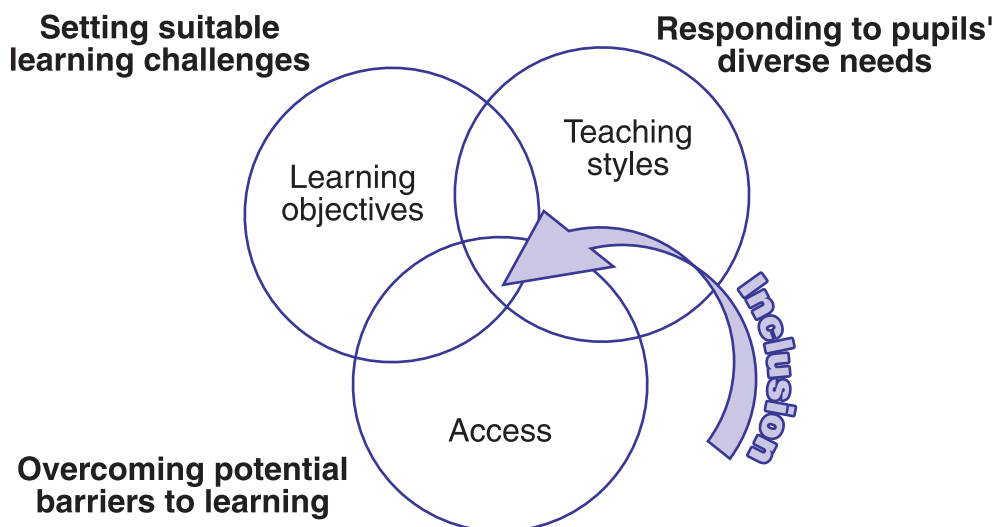 Setting suitable
learning challenges
Responding to pupils'
diverse needs
Teaching
styles
Learning
objectives
Inclusion
Access
Overcoming potential
barriers to learning